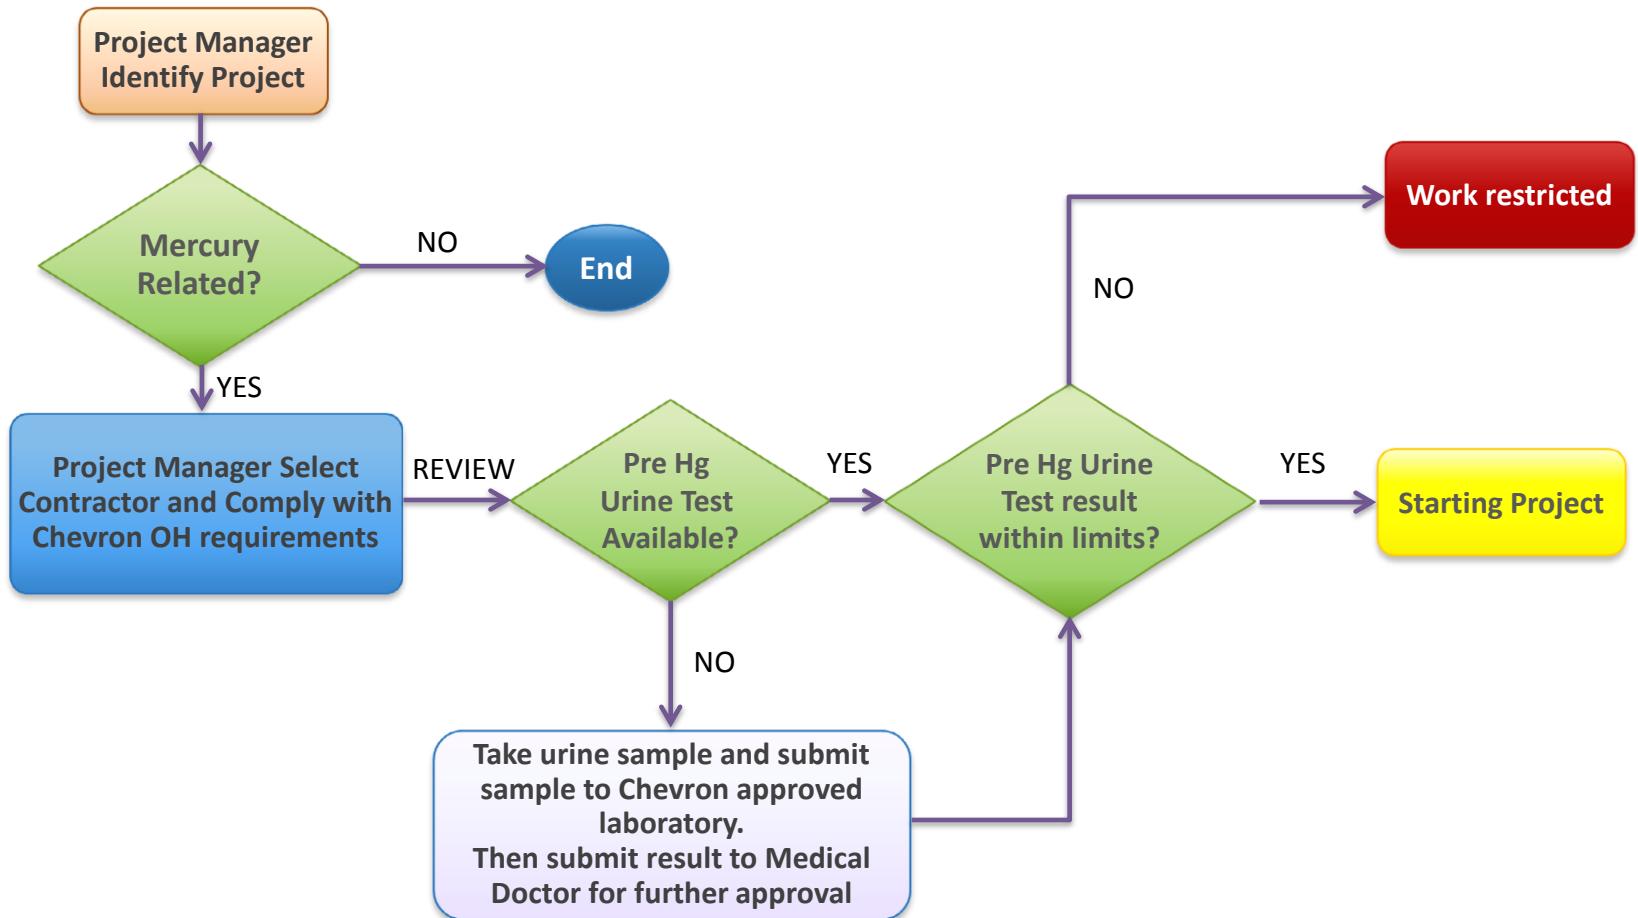 Project Manager
Identify Project
Mercury
Related?
NO
End
YES
Project Manager Select
Contractor and Comply with
Chevron OH requirements
REVIEW
Pre Hg
Urine Test
Available?
YES
NO
Take urine sample and submit
sample to Chevron approved
laboratory.
Then submit result to Medical
Doctor for further approval
Pre Hg Urine
Test result
within limits?
NO
Work restricted
YES
Starting Project